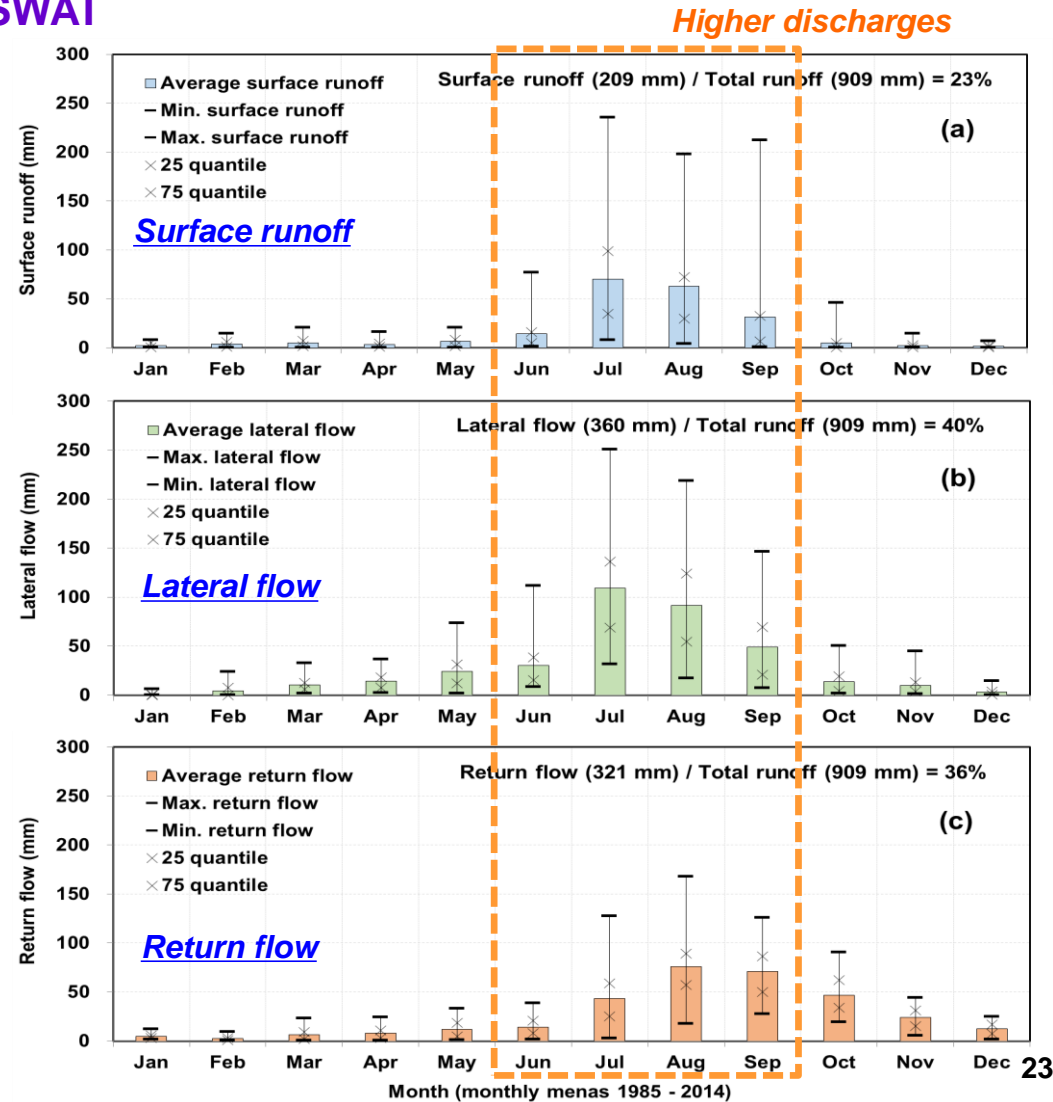 SWAT
Higher discharges
300
250
200
150
100
50
0
Surface runoff (mm)
Average surface runoff
Min. surface runoff
Max. surface runoff
25 quantile
75 quantile
Surface runoff (209 mm) / Total runoff (909 mm) = 23%
(a)
Surface runoff
Jan Feb Mar Apr May Jun Jul Aug Sep Oct Nov Dec
300
250
200
150
100
50
0
Lateral flow (mm)
Average lateral flow
Max. lateral flow
Min. lateral flow
25 quantile
75 quantile
Lateral flow (360 mm) / Total runoff (909 mm) = 40%
(b)
Lateral flow
Jan Feb Mar Apr May Jun Jul Aug Sep Oct Nov Dec
300
250
200
150
100
50
0
Return flow (mm)
Average return flow
Max. return flow
Min. return flow
25 quantile
75 quantile
Return flow (321 mm) / Total runoff (909 mm) = 36%
(c)
Return flow
Jan Feb Mar Apr May Jun Jul Aug Sep Oct Nov Dec
Month (monthly menas 1985 - 2014)
23